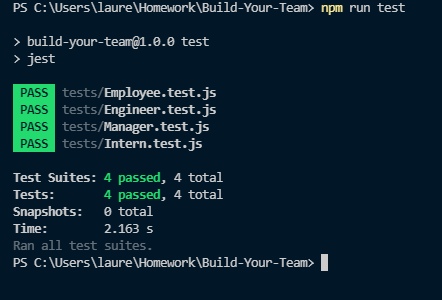 PS C:\Users\laure\Homework\Build-Your-Team> npm run test
> build-your-team@1.0.0 test
> jest
PASS tests/Employee.test.js
PASS tests/Engineer.test.js
PASS tests/Manager.test.js
PASS tests/Intern.test.js
Test Suites: 4 passed, 4 total
Tests: 4 passed, 4 total
Snapshots: 0 total
Time: 2.163 s
Ran all test suites.
PS C:\Users\laure\Homework\Build-Your-Team>